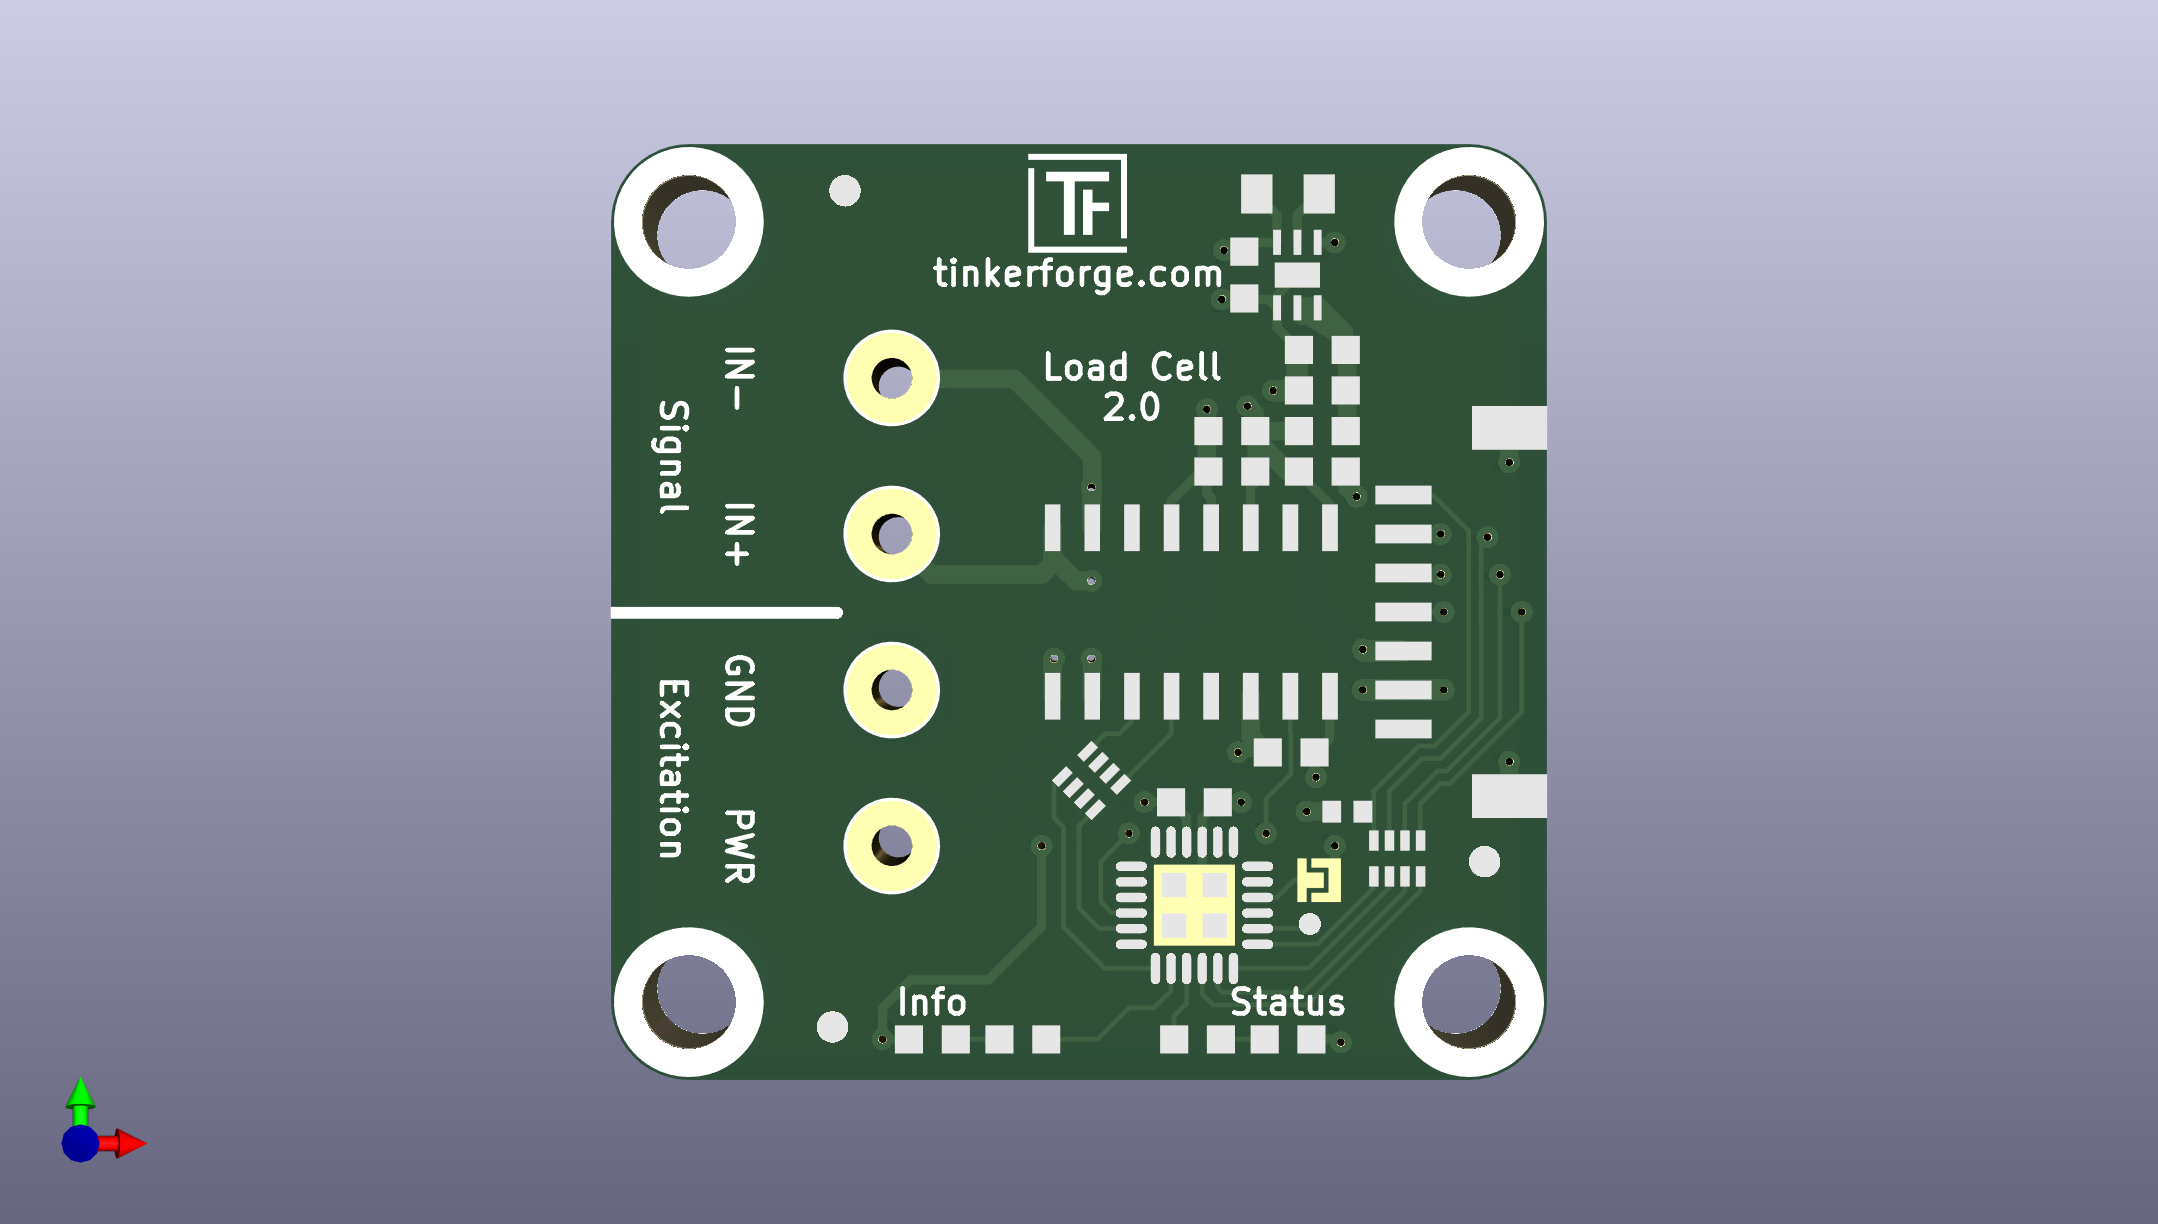 TF
tinkerforge.com
Load Cell
2.0
IN-
Signal
IN+
GND
Excitation
PWR
Info
Status